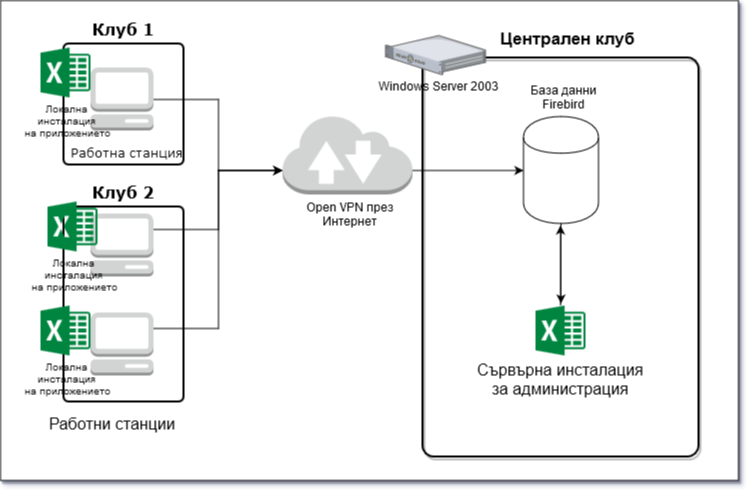 Клуб 1
Локална
инсталация
на приложението
Работна станция
Клуб 2
Локална
инсталация
на приложението
Локална
инсталация
на приложението
Работни станции
Open VPN през
Интернет
Централен клуб
Windows Server 2003
База данни
Firebird
Сървърна инсталация
за администрация